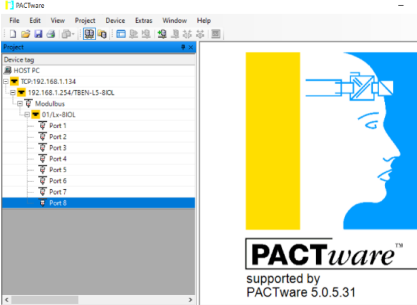 PACTware
File Edit View Project Device Extras Window Help
Project
Device tag
HOST PC
TCP:192.168.1.134
192.168.1.254/TBEN-L5-8IOL
Modulbus
01/Lx-8IOL
Port 1
Port 2
Port 3
Port 4
Port 5
Port 6
Port 7
Port 8
PACTware™
supported by
PACTware 5.0.5.31